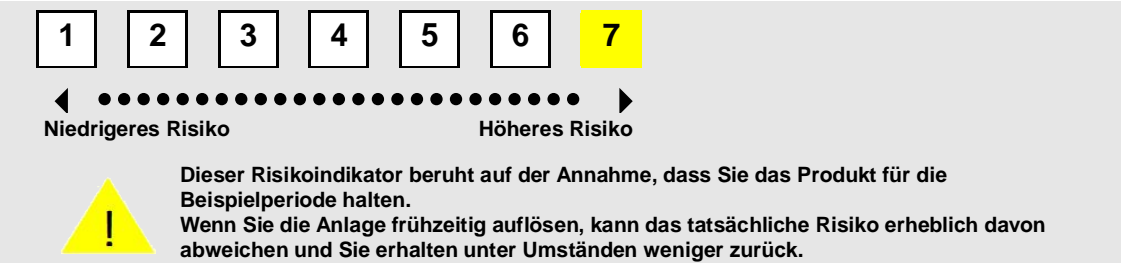 1 2 3 4 5 6 7
Niedrigeres Risiko Höheres Risiko
Dieser Risikoindikator beruht auf der Annahme, dass Sie das Produkt für die
Beispielperiode halten.
Wenn Sie die Anlage frühzeitig auflösen, kann das tatsächliche Risiko erheblich davon
abweichen und Sie erhalten unter Umständen weniger zurück.
!